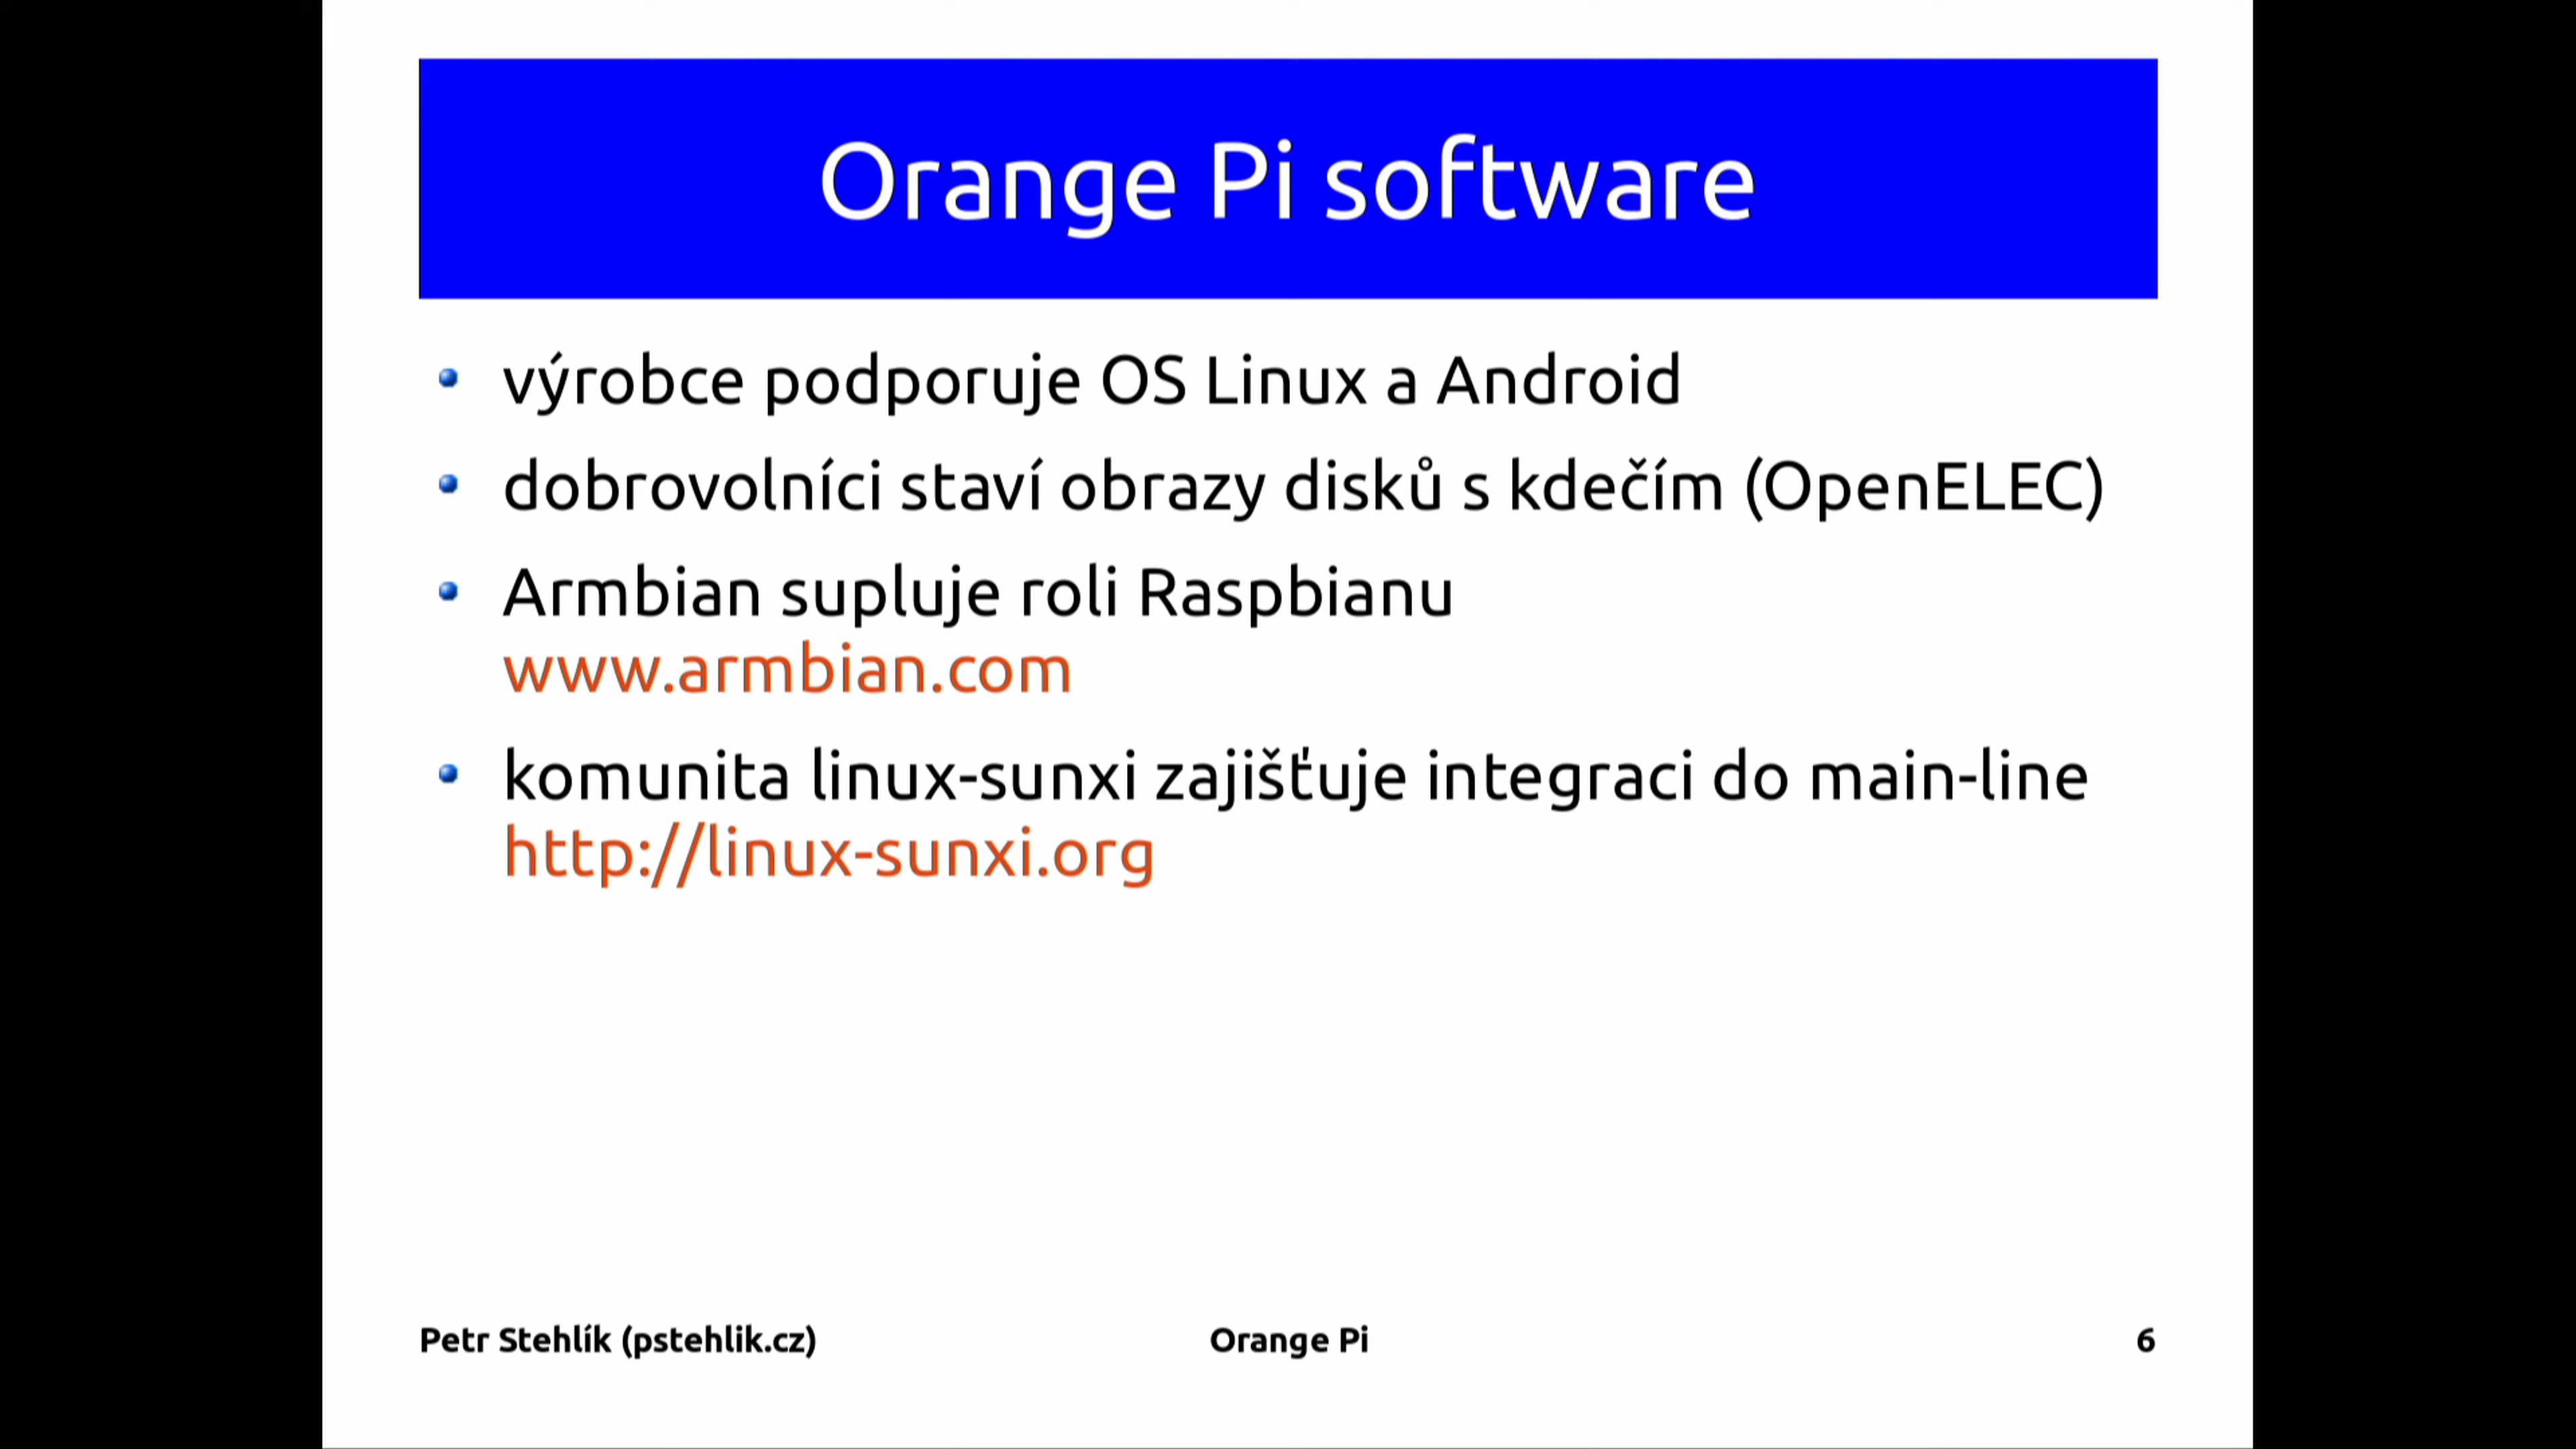 Orange Pi software
výrobce podporuje OS Linux a Android
dobrovolníci staví obrazy disků s kdečím (OpenELEC)
Armbian supluje roli Raspbianu
www.armbian.com
komunita linux-sunxi zajišťuje integraci do main-line
http://linux-sunxi.org
Petr Stehlík (pstehlik.cz) Orange Pi 6